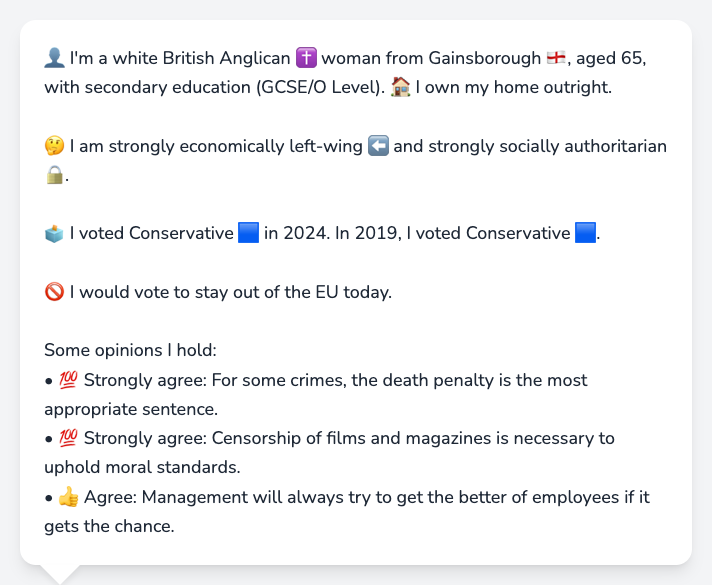 👤 I'm a white British Anglican ✝️ woman from Gainsborough 🏴󠁧󠁢󠁥󠁮󠁧󠁿, aged 65,
with secondary education (GCSE/O Level). 🏠 I own my home outright.
🤔 I am strongly economically left-wing ⬅️ and strongly socially authoritarian
🔒.
🗳️ I voted Conservative 🟦 in 2024. In 2019, I voted Conservative 🟦.
🚫 I would vote to stay out of the EU today.
Some opinions I hold:
• 💯 Strongly agree: For some crimes, the death penalty is the most
appropriate sentence.
• 💯 Strongly agree: Censorship of films and magazines is necessary to
uphold moral standards.
• 👍 Agree: Management will always try to get the better of employees if it
gets the chance.